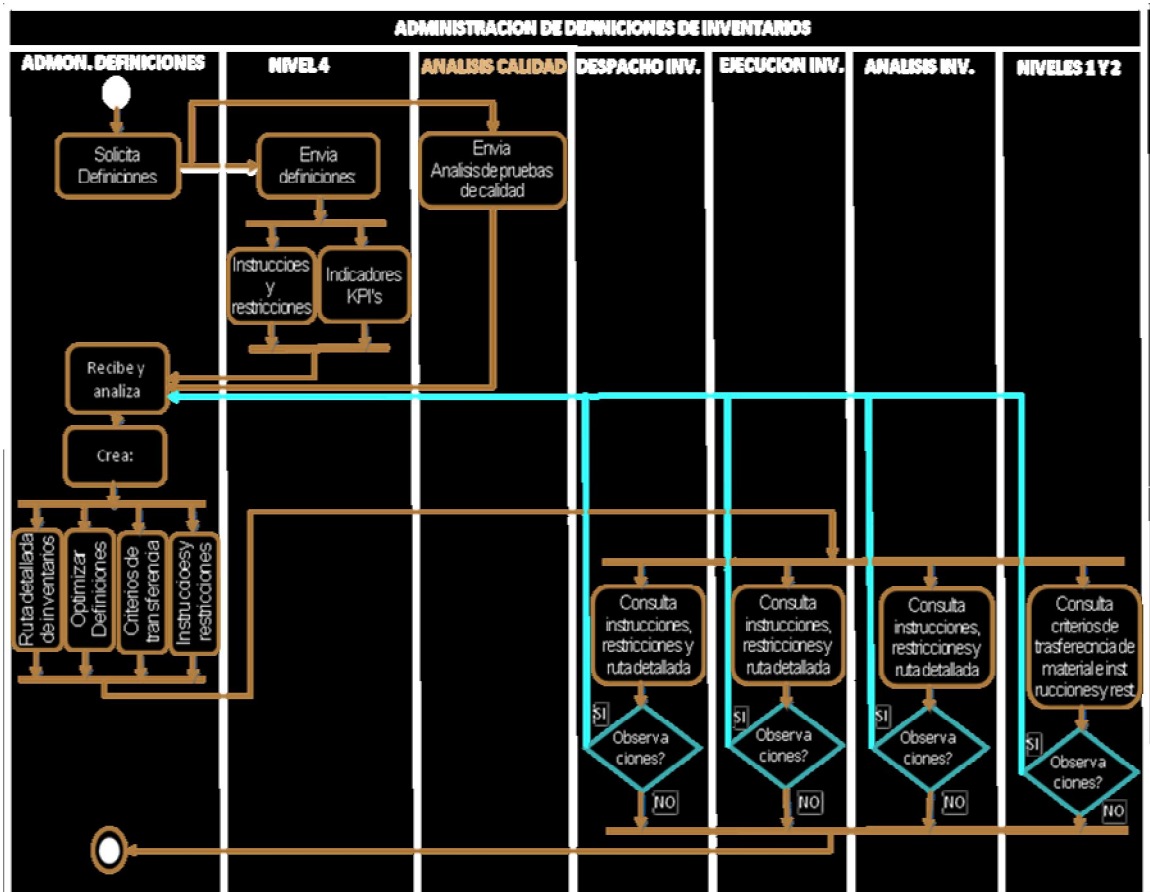 ADMINISTRACION DE DEFINICIONES DE INVENTARIOS
ADMON. DEFINICIONES
NIVEL 4
ANALISIS CALIDAD
DESPACHO INV.
EJECUCION INV.
ANALISIS INV.
NIVELES 1 Y 2
Solicita
Definiciones
Envia
definiciones:
Envia
Analisis de pruebas
de calidad
Instruccioes
y
restricciones
Indicadores
KPI's
Recibe y
analiza
Crea:
Ruta detallada
de inventarios
Optimizar
Definiciones
Criterios de
transferencia
Instruccioes y
restricciones
Consulta
instrucciones,
restricciones y
ruta detallada
Consulta
instrucciones,
restricciones y
ruta detallada
Consulta
instrucciones,
restricciones y
ruta detallada
Consulta
criterios de
trasferecncia de
material e inst
rucciones y rest
SI
Observa
ciones?
NO
SI
Observa
ciones?
NO
SI
Observa
ciones?
NO
SI
Observa
ciones?
NO